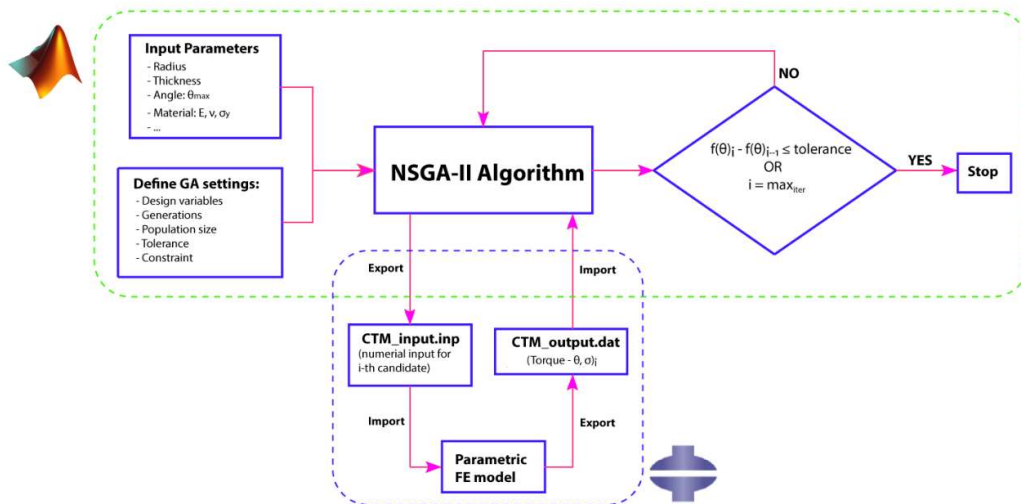 Input Parameters
- Radius
- Thickness
- Angle: θmax
- Material: E, ν, σy
- ...
Define GA settings:
- Design variables
- Generations
- Population size
- Tolerance
- Constraint
NSGA-II Algorithm
NO
f(θ)i - f(θ)i−1 ≤ tolerance
OR
i = maxiter
YES
Stop
Export
Import
CTM_input.inp
(numerial input for
i-th candidate)
CTM_output.dat
(Torque - θ, σ)i
Import
Export
Parametric
FE model